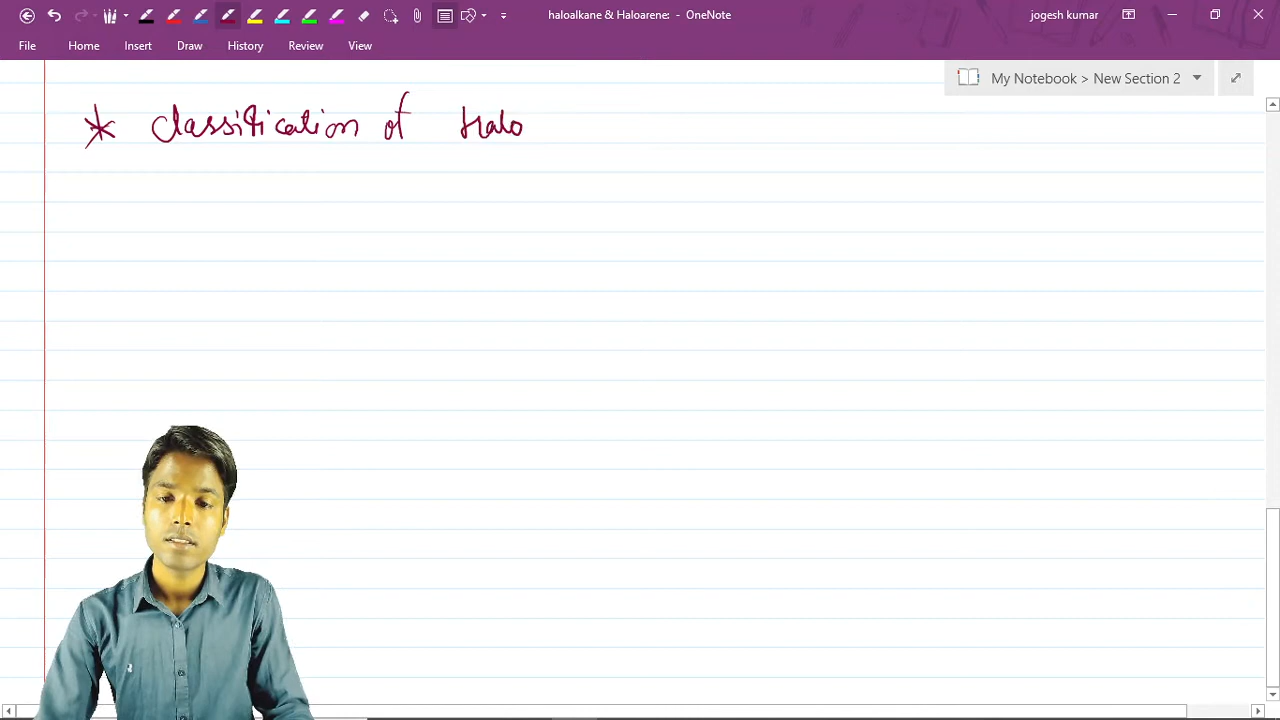 haloalkane & Haloarene: - OneNote
jogesh kumar
File Home Insert Draw History Review View
My Notebook > New Section 2
* Classification of Halo